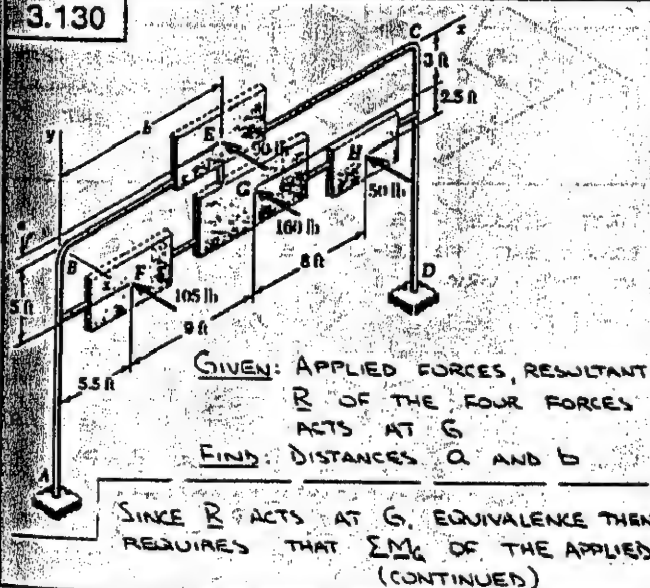 3.130
C
x
3 ft
2.5 ft
y
b
E
90 lb
H
a
G
50 lb
160 lb
B
8 ft
D
F
5 ft
105 lb
9 ft
5.5 ft
A
GIVEN: APPLIED FORCES, RESULTANT
R OF THE FOUR FORCES
ACTS AT G
FIND: DISTANCES a AND b
SINCE R ACTS AT G, EQUIVALENCE THEN
REQUIRES THAT ΣM_G OF THE APPLIED
(CONTINUED)